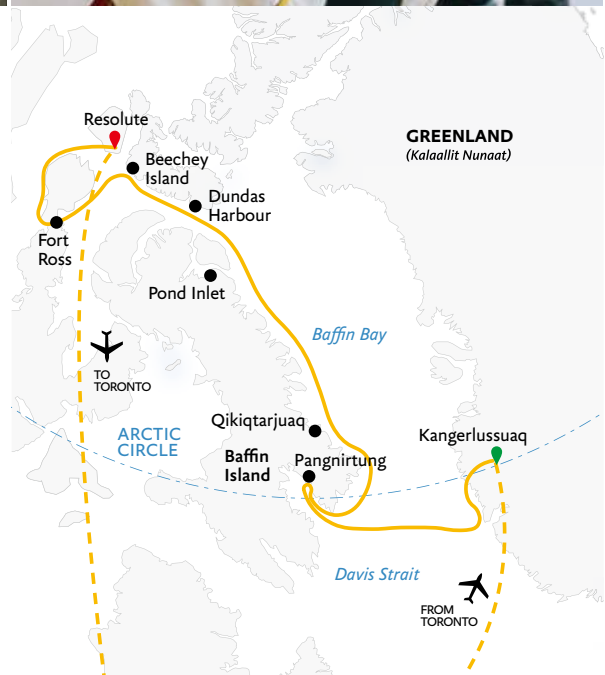 Resolute
GREENLAND
(Kalaallit Nunaat)
Beechey
Island
Dundas
Harbour
Fort
Ross
Pond Inlet
Baffin Bay
TO
TORONTO
Qikiqtarjuaq
ARCTIC
CIRCLE
Kangerlussuaq
Baffin
Island
Pangnirtung
Davis Strait
FROM
TORONTO